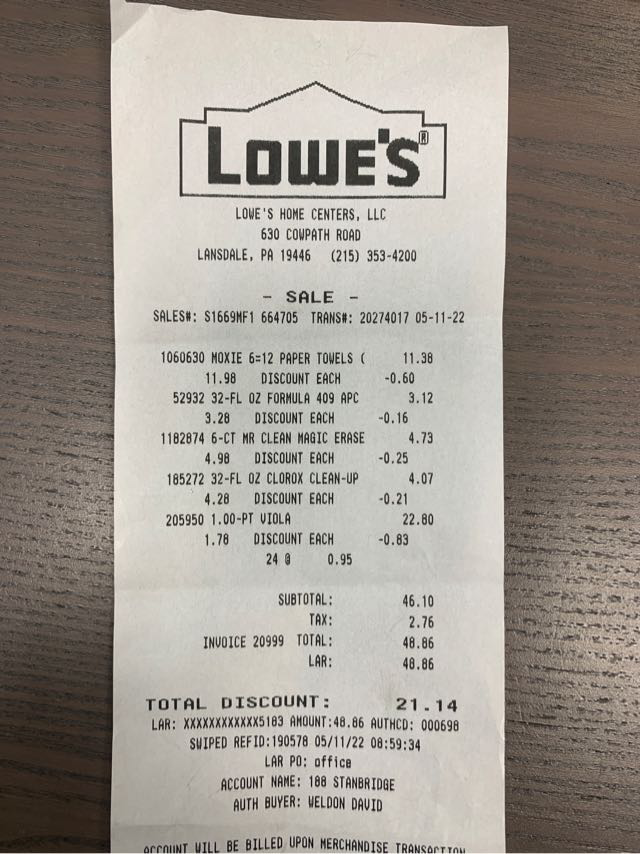 LOWE'S®
LOWE'S HOME CENTERS, LLC
630 COWPATH ROAD
LANSDALE, PA 19446 (215) 353-4200
- SALE -
SALES#: S1669MF1 664705 TRANS#: 20274017 05-11-22
1060630 MOXIE 6=12 PAPER TOWELS ( 11.38
11.98 DISCOUNT EACH -0.60
52932 32-FL OZ FORMULA 409 APC 3.12
3.28 DISCOUNT EACH -0.16
1182874 6-CT MR CLEAN MAGIC ERASE 4.73
4.98 DISCOUNT EACH -0.25
185272 32-FL OZ CLOROX CLEAN-UP 4.07
4.28 DISCOUNT EACH -0.21
205950 1.00-PT VIOLA 22.80
1.78 DISCOUNT EACH -0.83
24 @ 0.95
SUBTOTAL: 46.10
TAX: 2.76
INVOICE 20999 TOTAL: 48.86
LAR: 48.86
TOTAL DISCOUNT: 21.14
LAR: XXXXXXXXXXXX5183 AMOUNT:48.86 AUTHCD: 000698
SWIPED REFID:190578 05/11/22 08:59:34
LAR PO: office
ACCOUNT NAME: 188 STANBRIDGE
AUTH BUYER: WELDON DAVID
ACCOUNT WILL BE BILLED UPON MERCHANDISE TRANSACTION